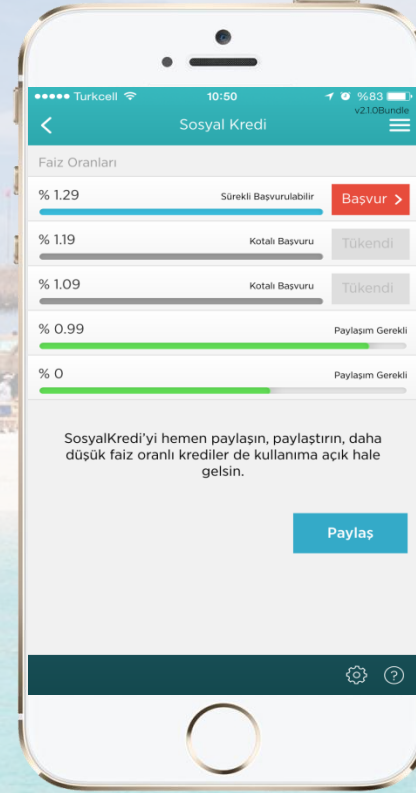 Turkcell 10:50 %83
v2.1.0Bundle
Sosyal Kredi
Faiz Oranları
% 1.29 Sürekli Başvurulabilir Başvur >
% 1.19 Kotalı Başvuru Tükendi
% 1.09 Kotalı Başvuru Tükendi
% 0.99 Paylaşım Gerekli
% 0 Paylaşım Gerekli
SosyalKredi'yi hemen paylaşın, paylaştırın, daha
düşük faiz oranlı krediler de kullanıma açık hale
gelsin.
Paylaş
?